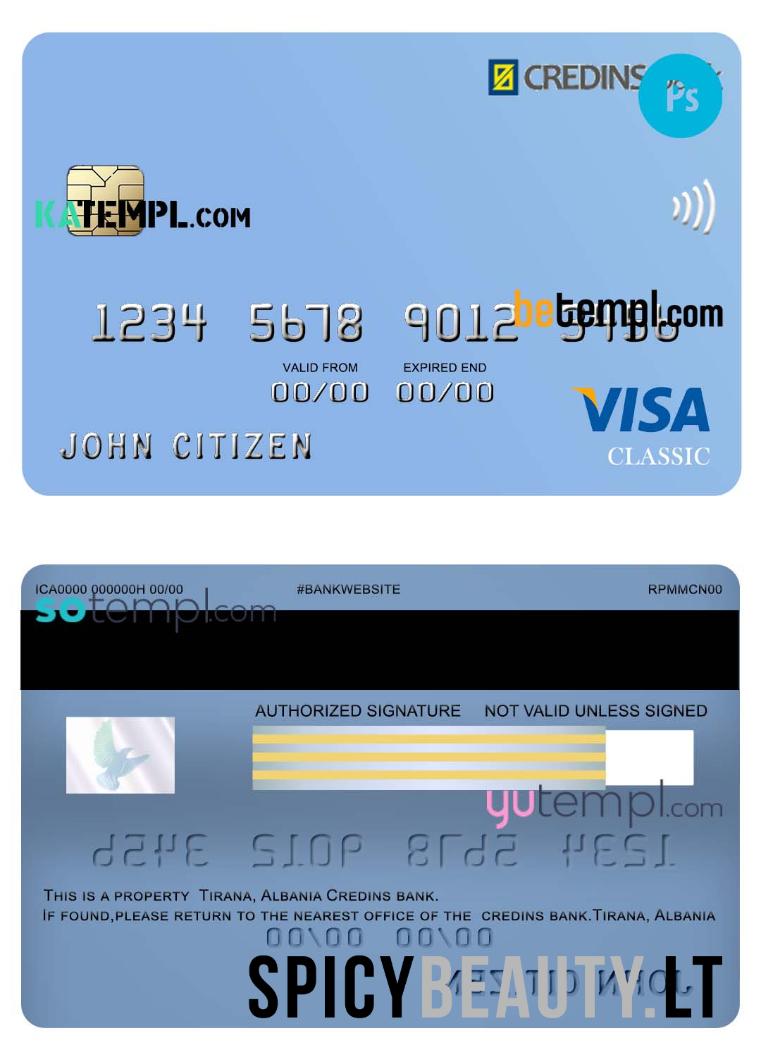 CREDINS
Ps
KATEMPL.COM
1234 5678 9012 3456
betempl.com
VALID FROM EXPIRED END
00/00 00/00
VISA
JOHN CITIZEN
CLASSIC
ICA0000 000000H 00/00 #BANKWEBSITE RPMMCN00
sotempl.com
AUTHORIZED SIGNATURE NOT VALID UNLESS SIGNED
yutempl.com
THIS IS A PROPERTY TIRANA, ALBANIA CREDINS BANK.
IF FOUND,PLEASE RETURN TO THE NEAREST OFFICE OF THE CREDINS BANK.TIRANA, ALBANIA
00/00 00/00
SPICYBEAUTY.LT